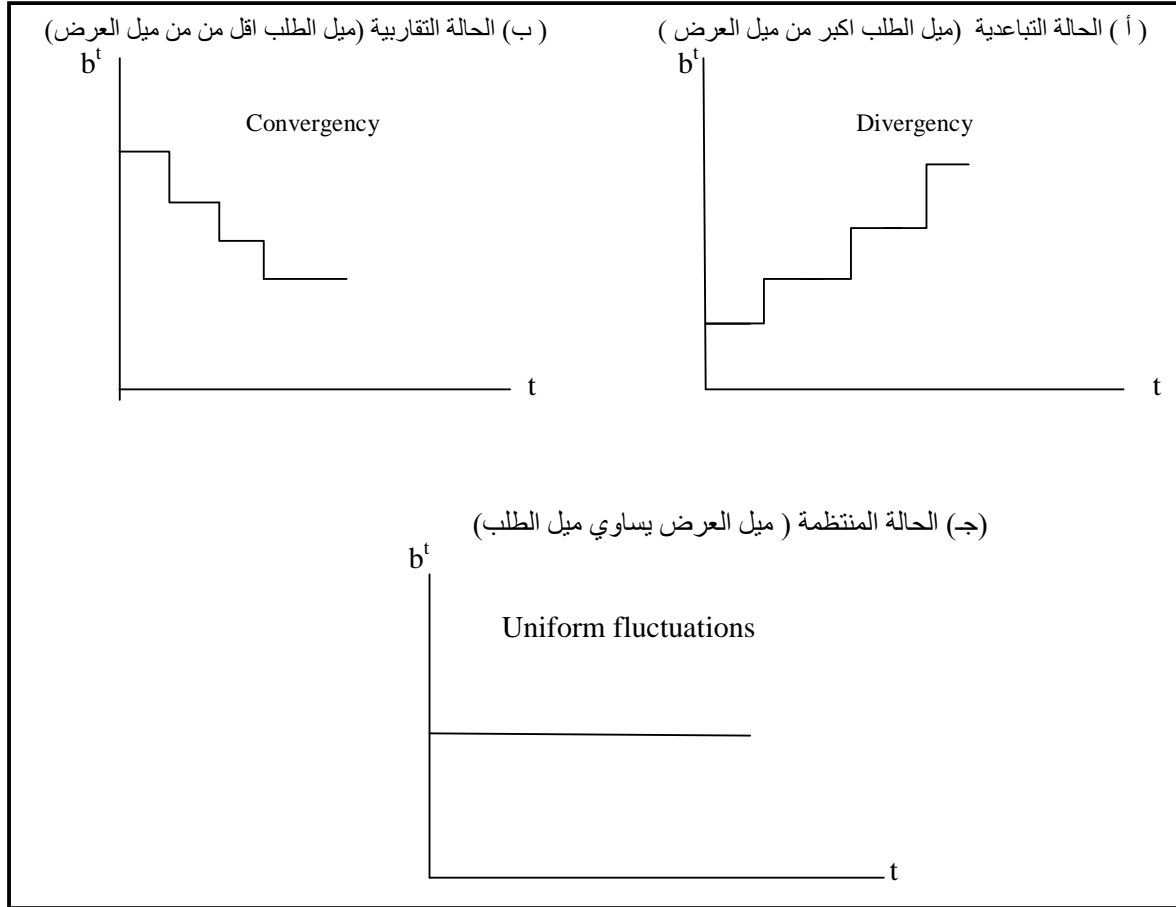 ( أ ) الحالة التباعدية (ميل الطلب اكبر من ميل العرض )
b^t
Divergency
t
( ب) الحالة التقاربية (ميل الطلب اقل من من ميل العرض)
b^t
Convergency
t
(جـ) الحالة المنتظمة ( ميل العرض يساوي ميل الطلب)
b^t
Uniform fluctuations
t